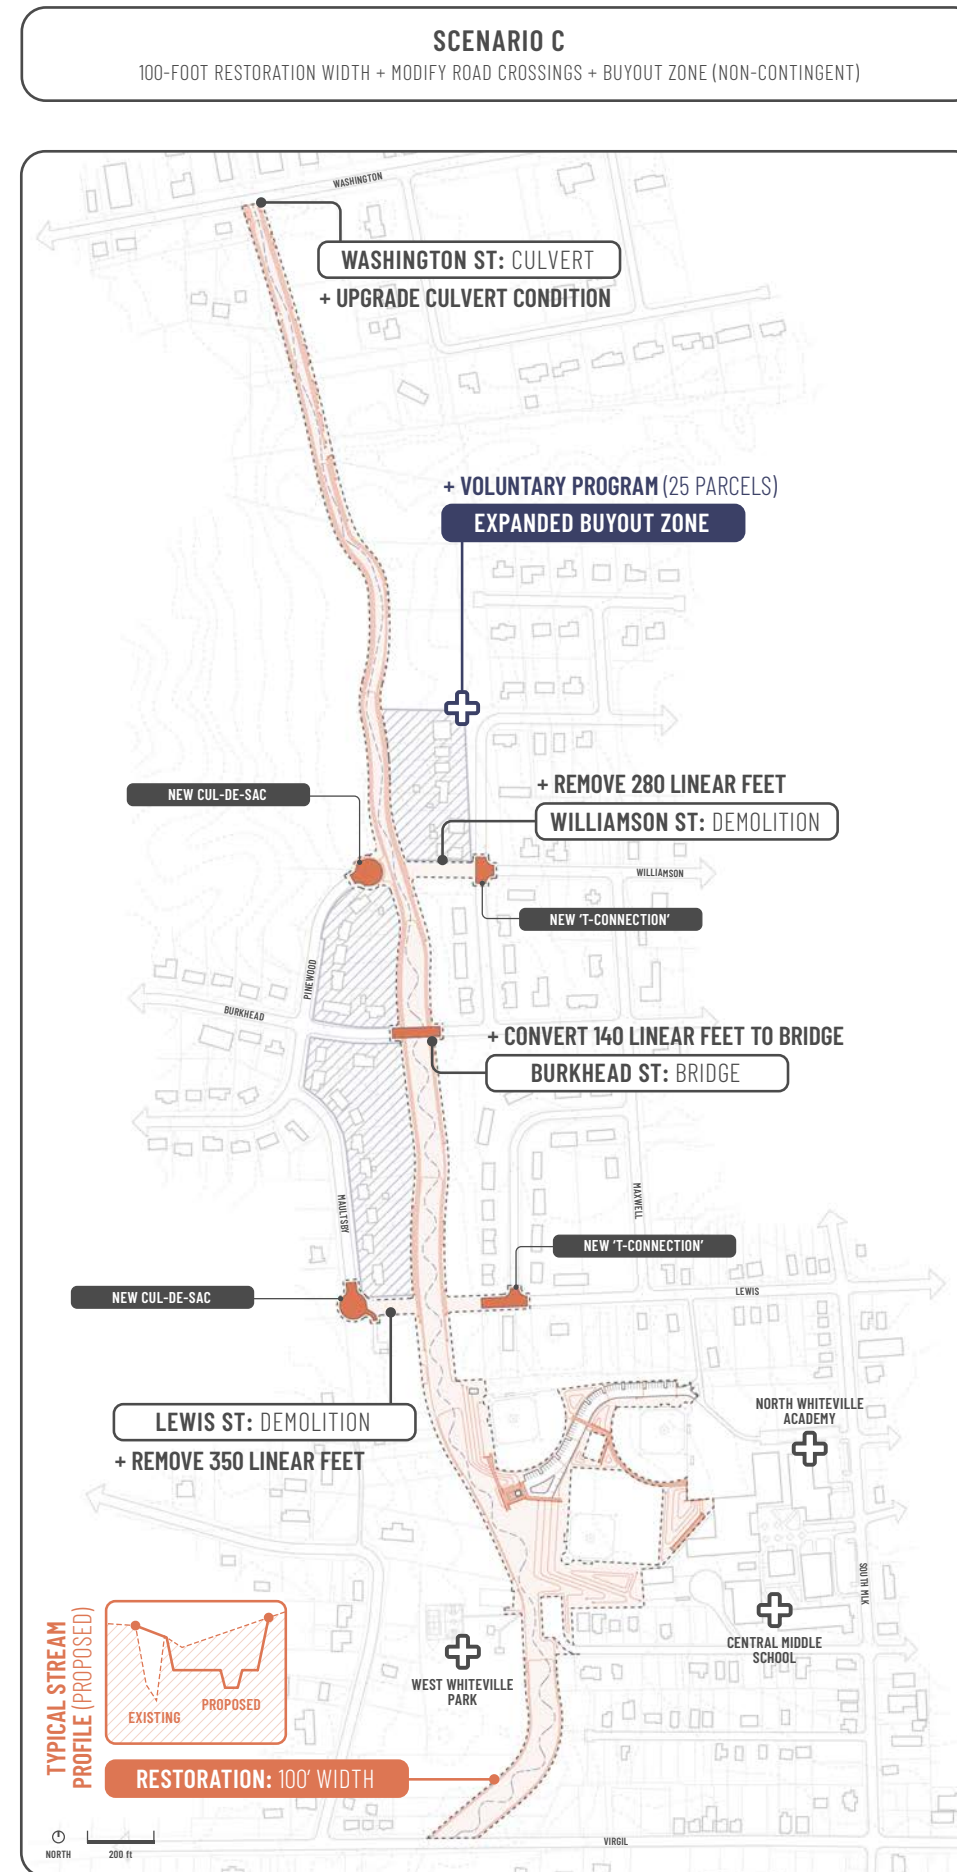 SCENARIO C
100-FOOT RESTORATION WIDTH + MODIFY ROAD CROSSINGS + BUYOUT ZONE (NON-CONTINGENT)
WASHINGTON
WASHINGTON ST: CULVERT
+ UPGRADE CULVERT CONDITION
+ VOLUNTARY PROGRAM (25 PARCELS)
EXPANDED BUYOUT ZONE
+ REMOVE 280 LINEAR FEET
NEW CUL-DE-SAC
WILLIAMSON ST: DEMOLITION
WILLIAMSON
NEW 'T-CONNECTION'
PINEWOOD
BURKHEAD
+ CONVERT 140 LINEAR FEET TO BRIDGE
BURKHEAD ST: BRIDGE
MAULTSBY
MAXWELL
NEW 'T-CONNECTION'
NEW CUL-DE-SAC
LEWIS
LEWIS ST: DEMOLITION
+ REMOVE 350 LINEAR FEET
NORTH WHITEVILLE
ACADEMY
SOUTH MLK
CENTRAL MIDDLE
SCHOOL
WEST WHITEVILLE
PARK
TYPICAL STREAM
PROFILE (PROPOSED)
EXISTING
PROPOSED
RESTORATION: 100' WIDTH
NORTH
200 ft
VIRGIL